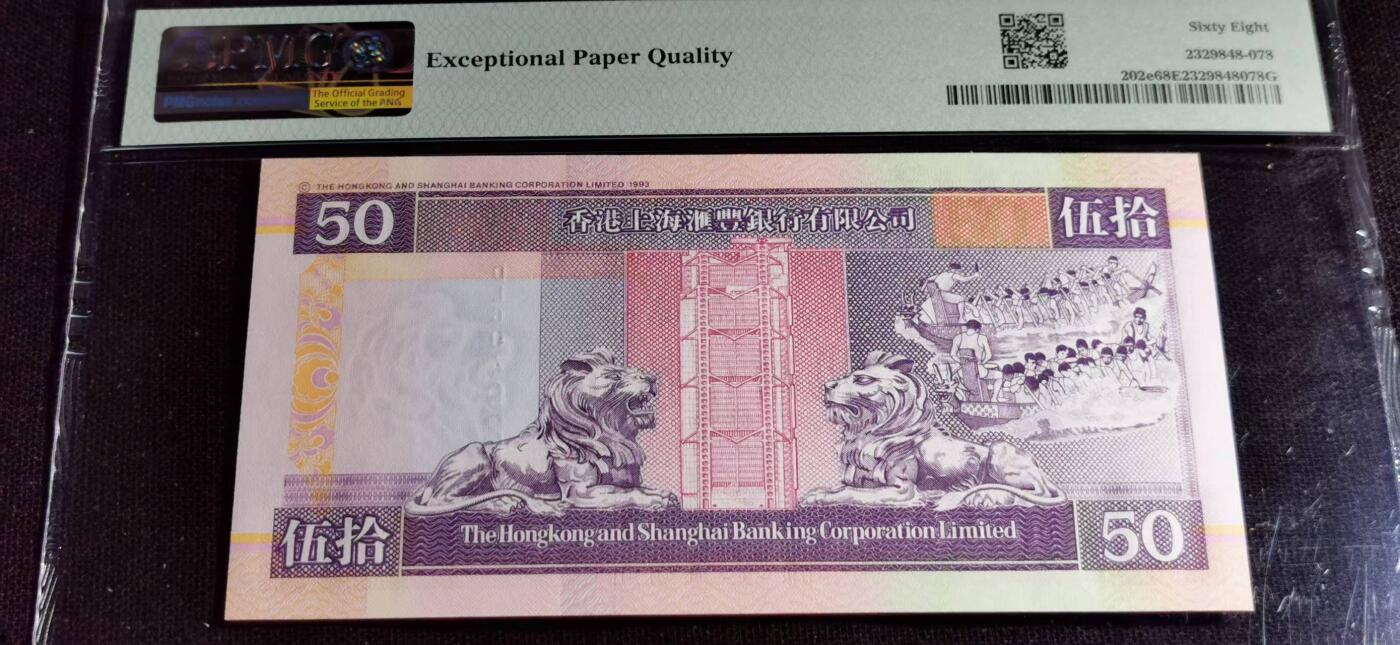 PMG
PMGnotes.com
The Official Grading
Service of the PNG
Exceptional Paper Quality
Sixty Eight
2329848-078
202e68E2329848078G
© THE HONGKONG AND SHANGHAI BANKING CORPORATION LIMITED 1993
50
香港上海滙豐銀行有限公司
伍拾
伍拾
The Hongkong and Shanghai Banking Corporation Limited
50